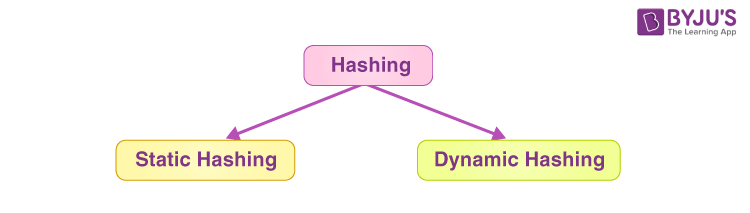 BYJU'S
The Learning App
Hashing
Static Hashing
Dynamic Hashing